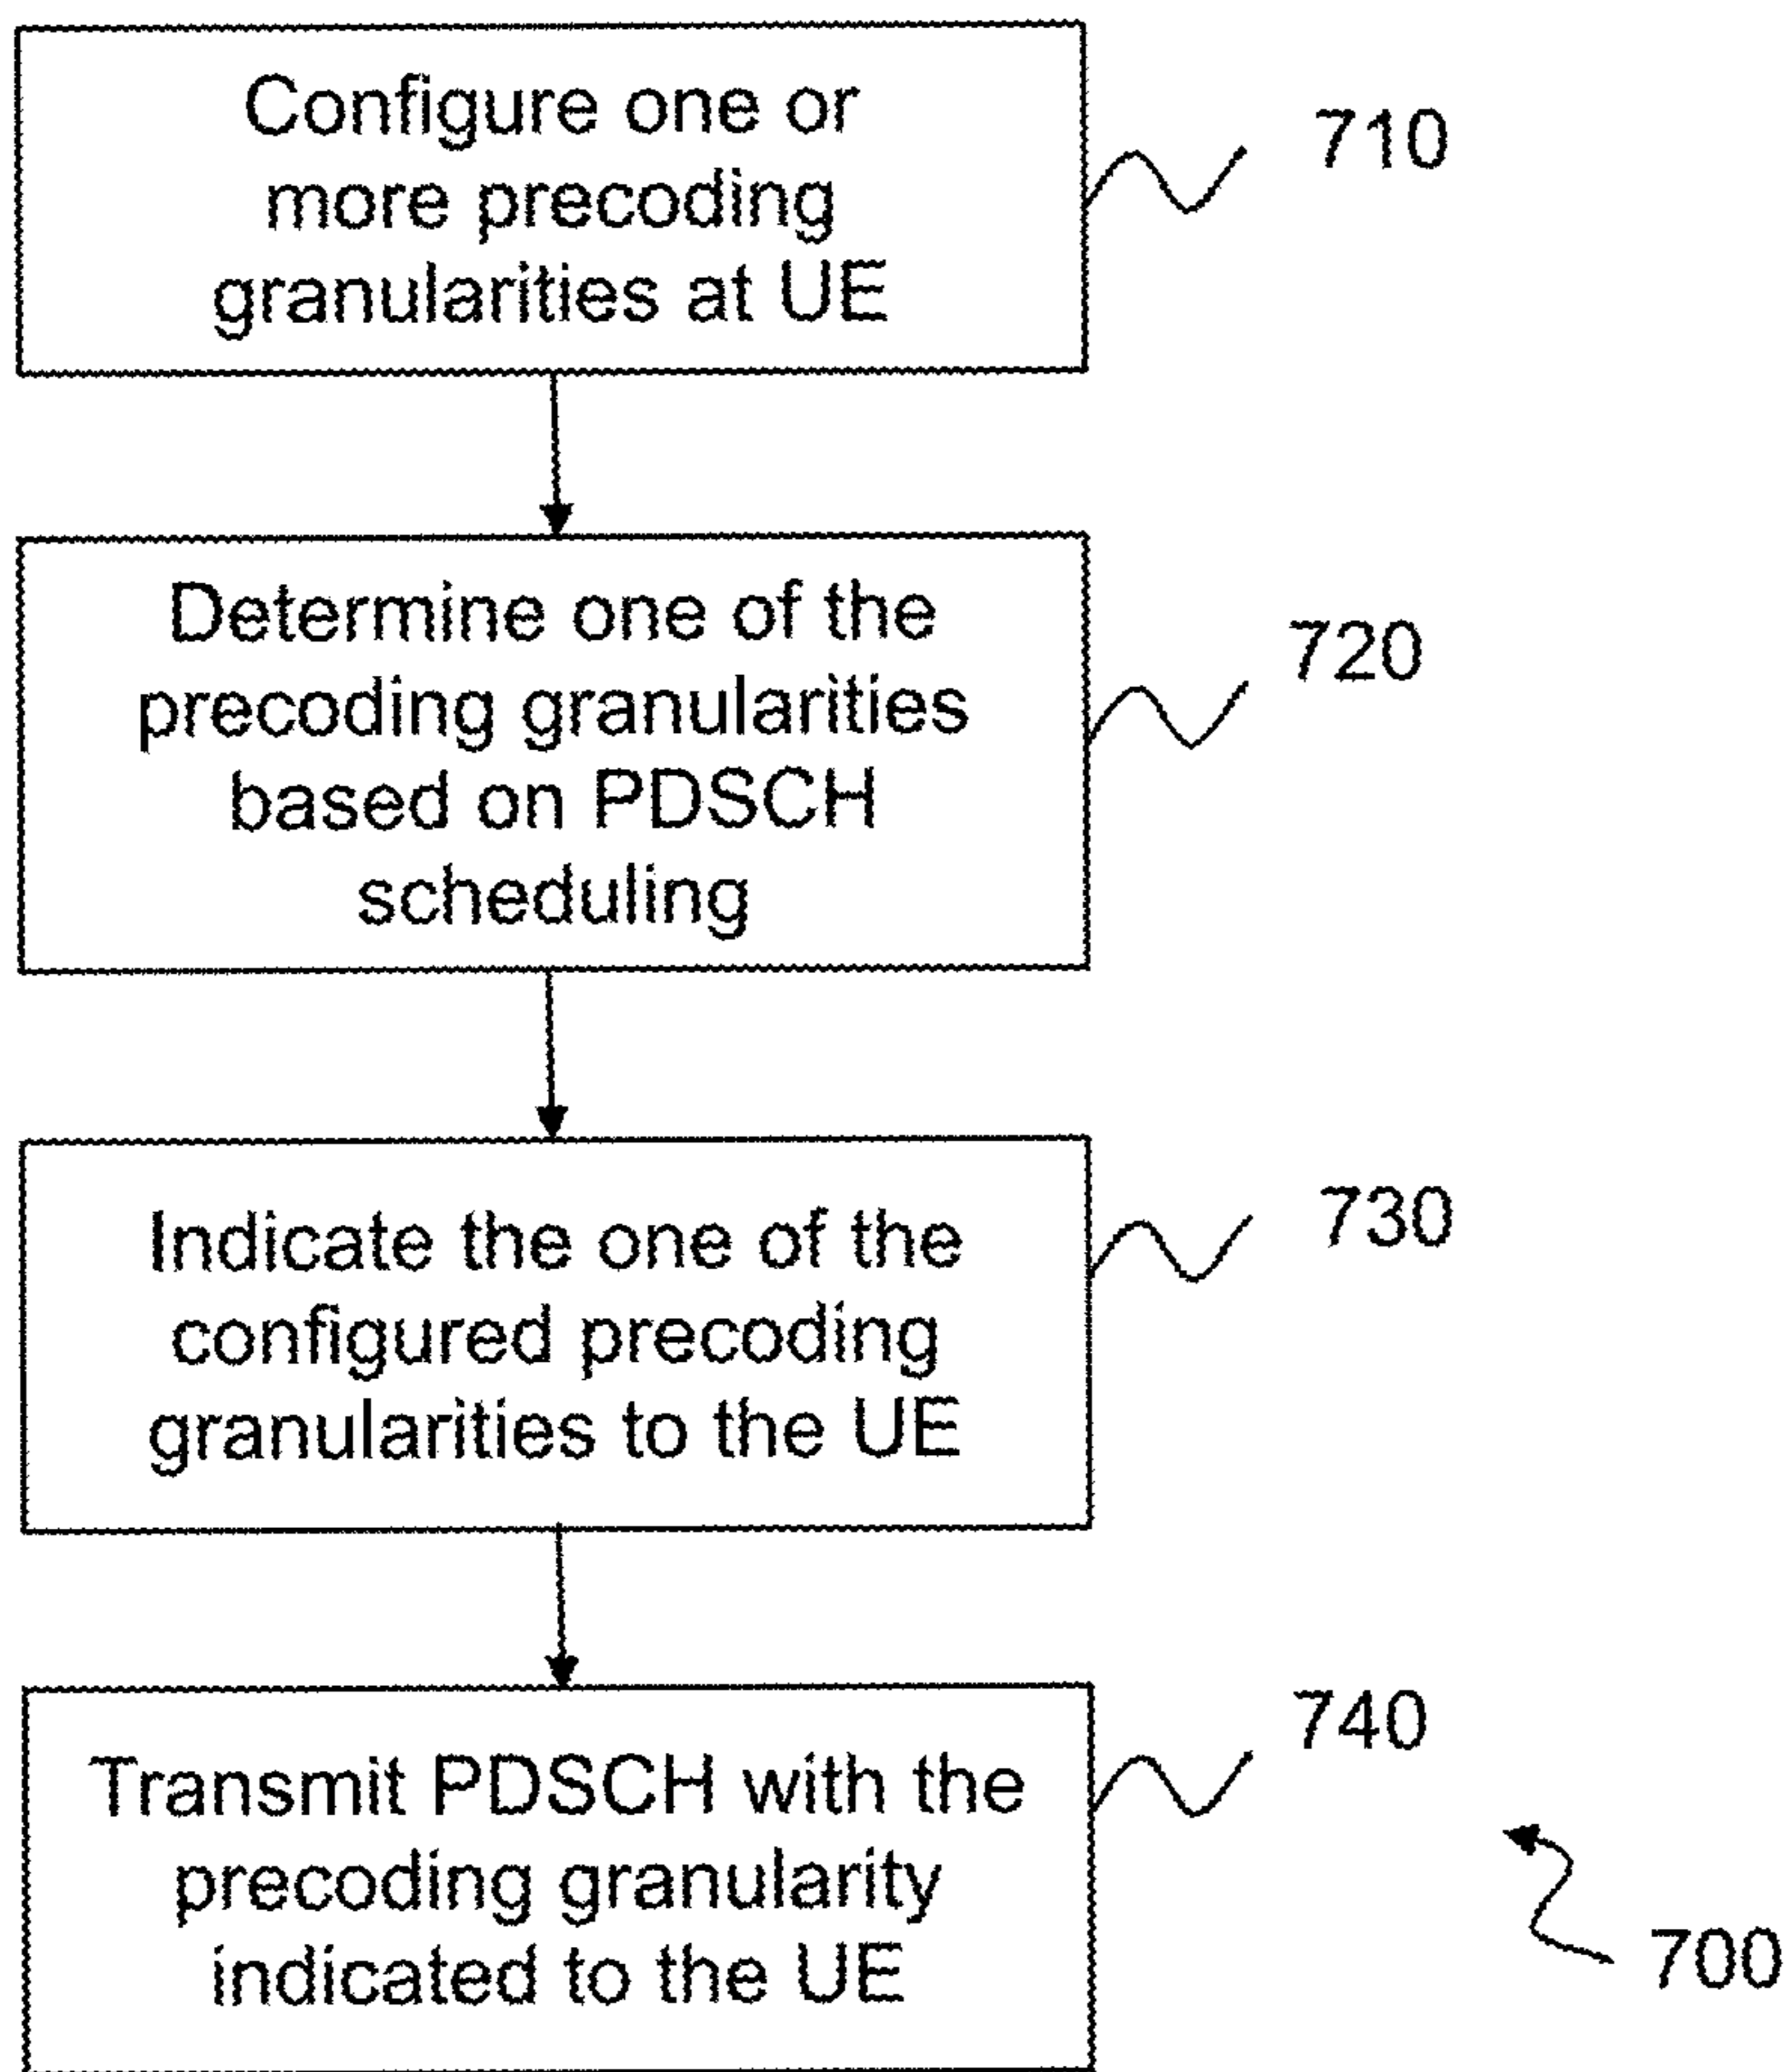 Configure one or
more precoding
granularities at UE
710
Determine one of the
precoding granularities
based on PDSCH
scheduling
720
Indicate the one of the
configured precoding
granularities to the UE
730
Transmit PDSCH with the
precoding granularity
indicated to the UE
740
700